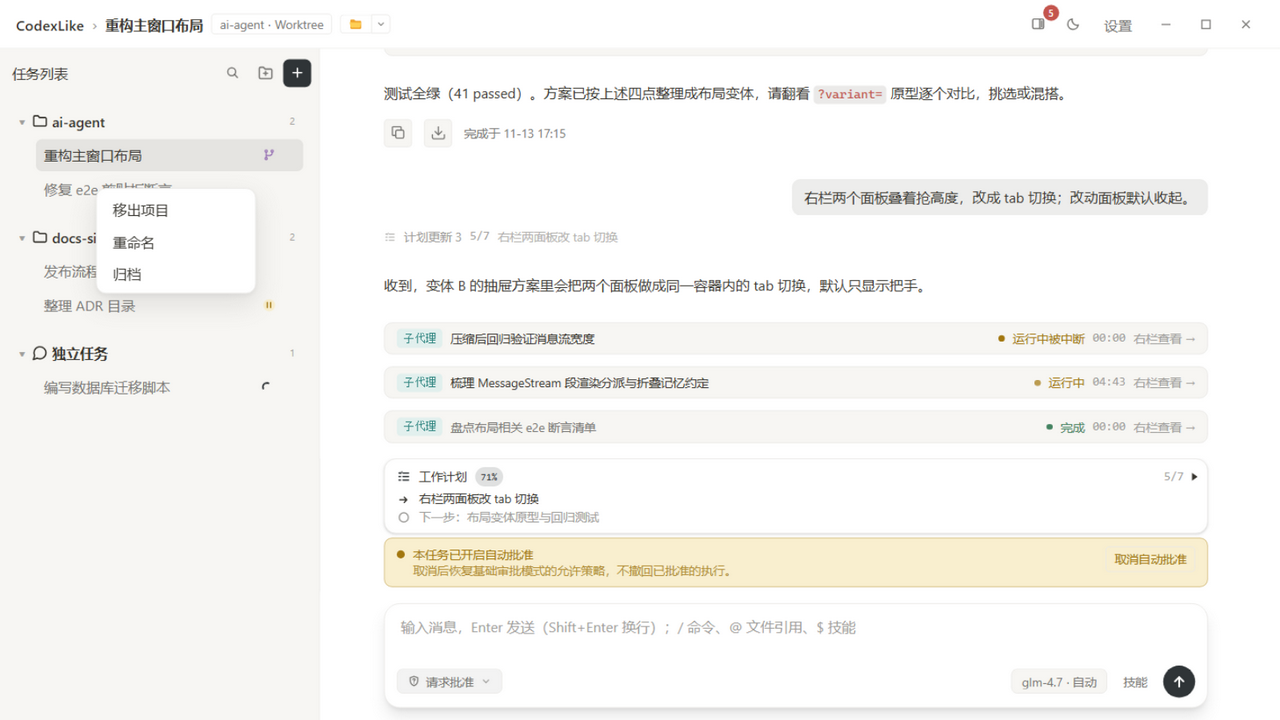 CodexLike › 重构主窗口布局 ai-agent · Worktree
5
设置
任务列表
ai-agent 2
重构主窗口布局
修复 e2e
移出项目
重命名
归档
docs-si 2
发布流程
整理 ADR 目录
独立任务 1
编写数据库迁移脚本
测试全绿（41 passed）。方案已按上述四点整理成布局变体，请翻看 ?variant= 原型逐个对比，挑选或混搭。
完成于 11-13 17:15
右栏两个面板叠着抢高度，改成 tab 切换；改动面板默认收起。
计划更新 3 5/7 右栏两面板改 tab 切换
收到，变体 B 的抽屉方案里会把两个面板做成同一容器内的 tab 切换，默认只显示把手。
子代理 压缩后回归验证消息流宽度 运行中被中断 00:00 右栏查看 →
子代理 梳理 MessageStream 段渲染分派与折叠记忆约定 运行中 04:43 右栏查看 →
子代理 盘点布局相关 e2e 断言清单 完成 00:00 右栏查看 →
工作计划 71% 5/7
右栏两面板改 tab 切换
下一步：布局变体原型与回归测试
本任务已开启自动批准
取消后恢复基础审批模式的允许策略，不撤回已批准的执行。
取消自动批准
输入消息，Enter 发送（Shift+Enter 换行）；/ 命令、@ 文件引用、$ 技能
请求批准
glm-4.7 · 自动 技能